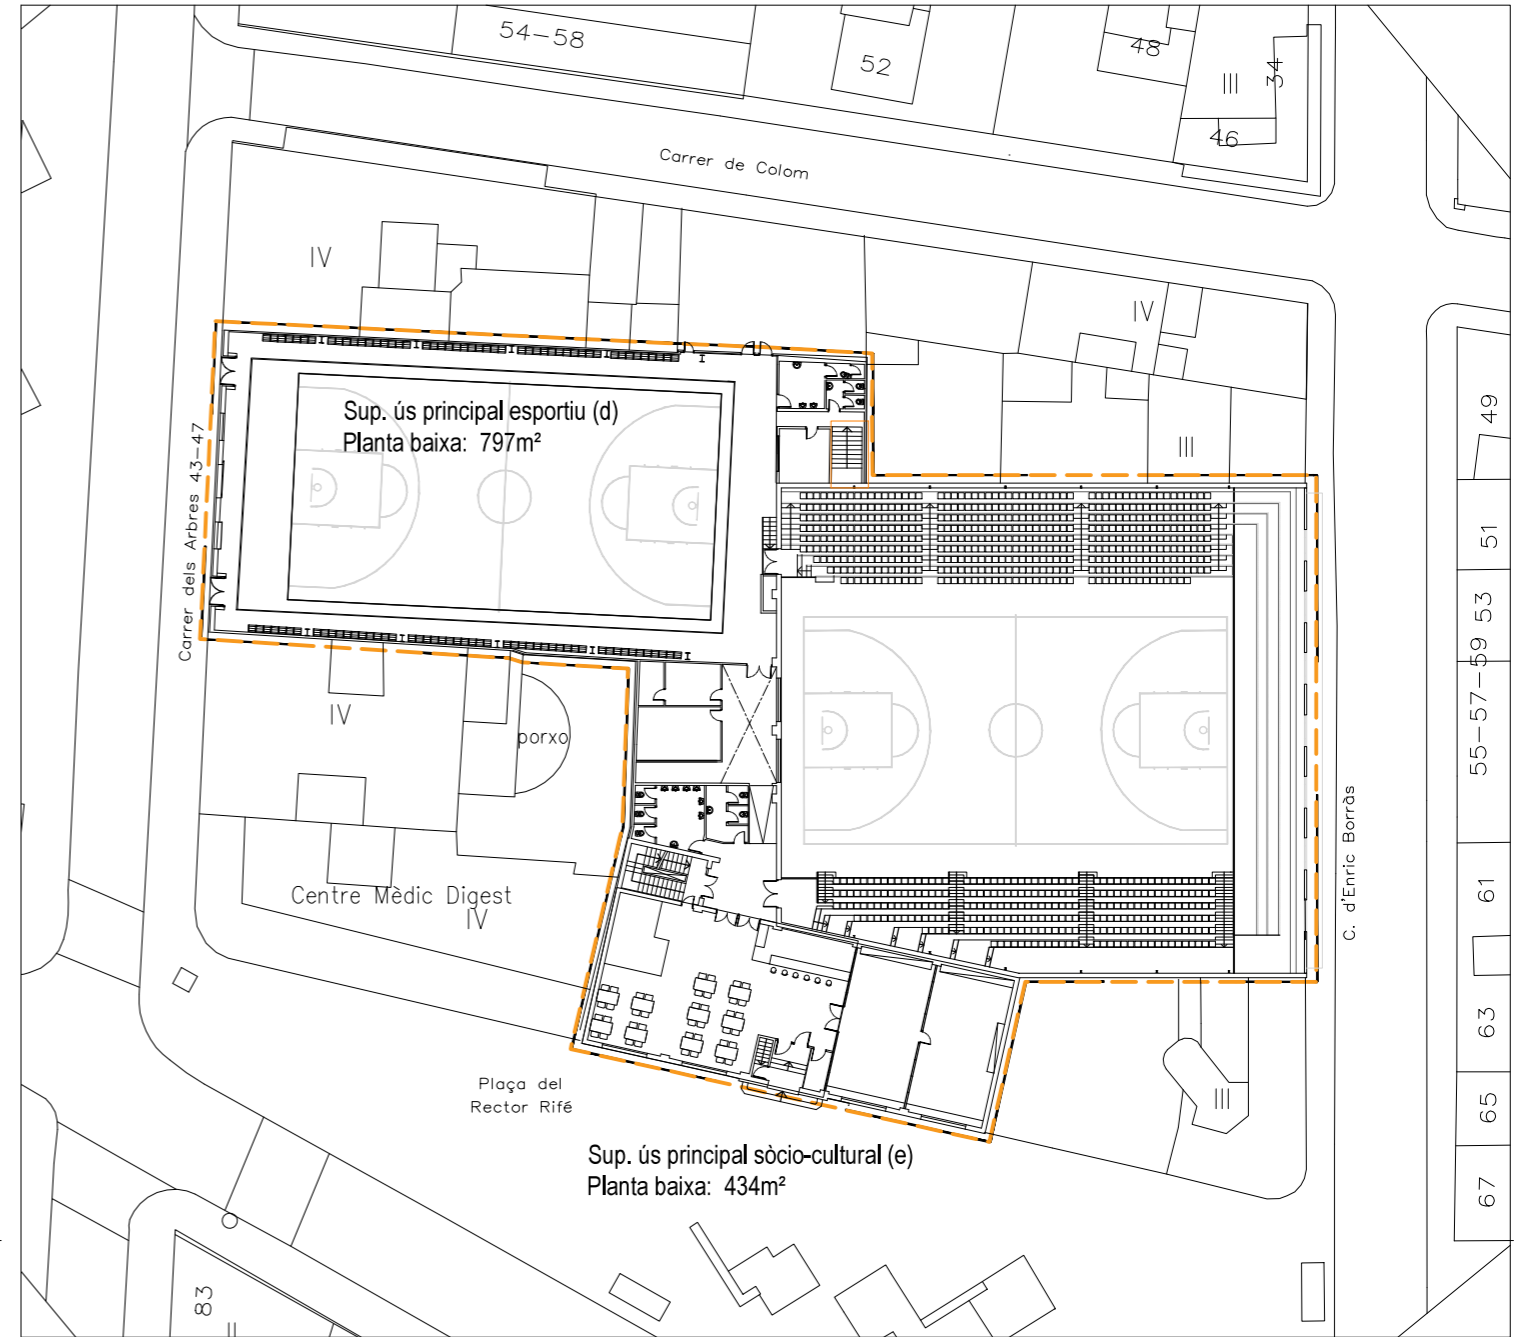 54-58
52
48
III
34
46
Carrer de Colom
IV
IV
Sup. ús principal esportiu (d)
Planta baixa: 797m²
Carrer dels Arbres 43-47
III
49
51
53
55-57-59
IV
porxo
Centre Mèdic Digest
IV
C. d'Enric Borràs
61
63
65
67
Plaça del
Rector Rifé
III
Sup. ús principal sòcio-cultural (e)
Planta baixa: 434m²
83